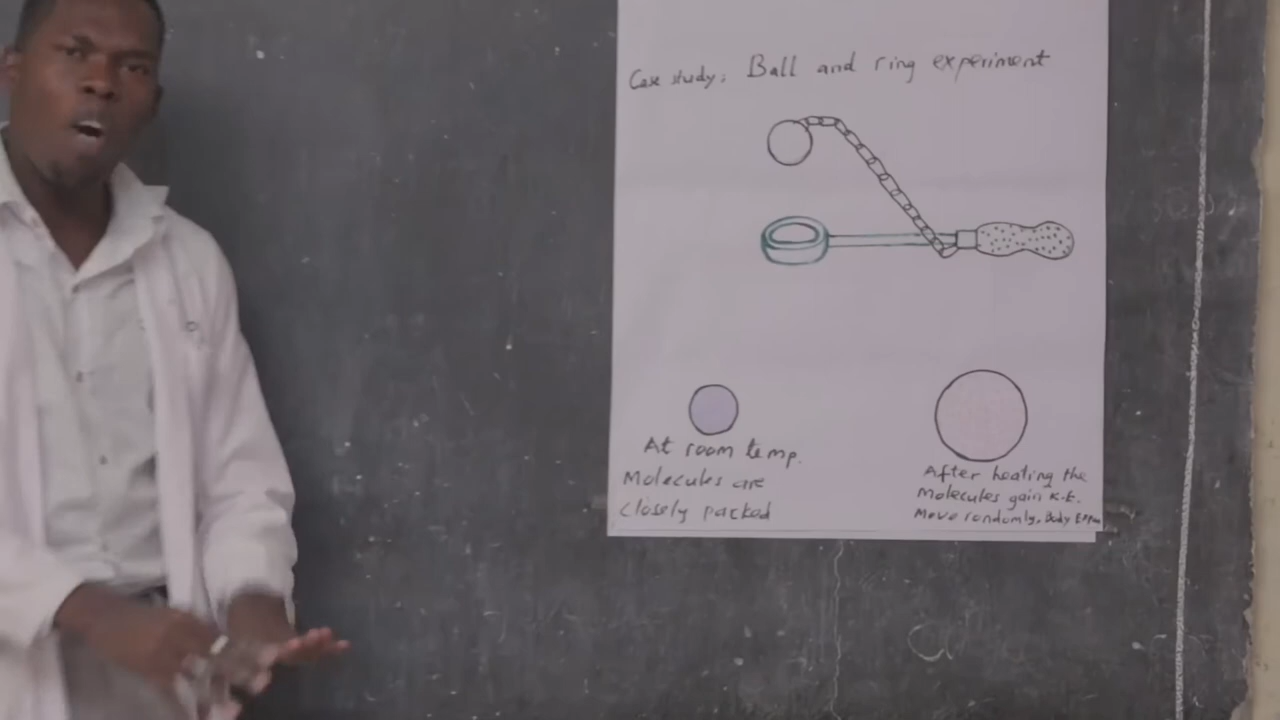 Case study: Ball and ring experiment
At room temp.
Molecules are
closely packed
After heating the
Molecules gain K.E.
Move randomly, Body